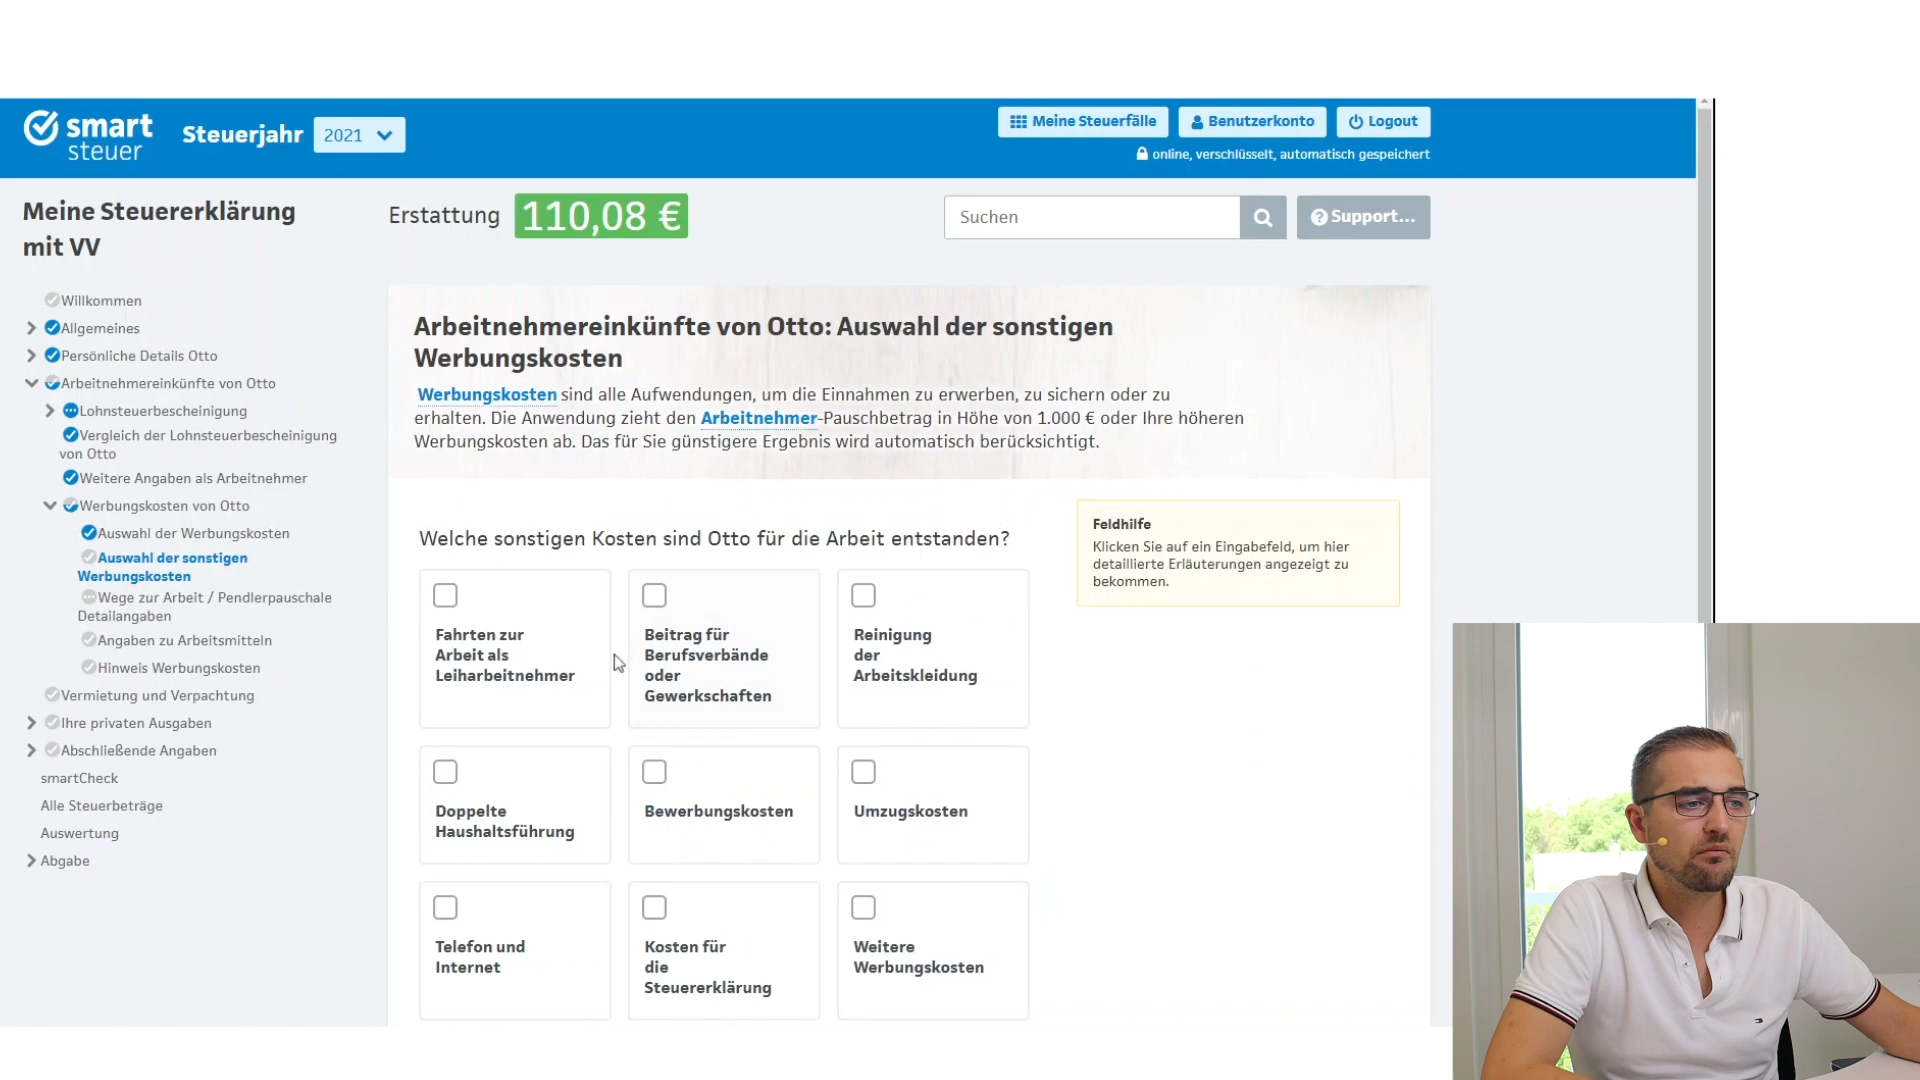 smart
steuer
Steuerjahr
2021
Meine Steuerfälle
Benutzerkonto
Logout
online, verschlüsselt, automatisch gespeichert
Meine Steuererklärung
mit VV
Erstattung
110,08 €
Suchen
Support...
Willkommen
Allgemeines
Persönliche Details Otto
Arbeitnehmereinkünfte von Otto
Lohnsteuerbescheinigung
Vergleich der Lohnsteuerbescheinigung
von Otto
Weitere Angaben als Arbeitnehmer
Werbungskosten von Otto
Auswahl der Werbungskosten
Auswahl der sonstigen
Werbungskosten
Wege zur Arbeit / Pendlerpauschale
Detailangaben
Angaben zu Arbeitsmitteln
Hinweis Werbungskosten
Vermietung und Verpachtung
Ihre privaten Ausgaben
Abschließende Angaben
smartCheck
Alle Steuerbeträge
Auswertung
Abgabe
Arbeitnehmereinkünfte von Otto: Auswahl der sonstigen
Werbungskosten
Werbungskosten sind alle Aufwendungen, um die Einnahmen zu erwerben, zu sichern oder zu
erhalten. Die Anwendung zieht den Arbeitnehmer-Pauschbetrag in Höhe von 1.000 € oder Ihre höheren
Werbungskosten ab. Das für Sie günstigere Ergebnis wird automatisch berücksichtigt.
Welche sonstigen Kosten sind Otto für die Arbeit entstanden?
Fahrten zur
Arbeit als
Leiharbeitnehmer
Beitrag für
Berufsverbände
oder
Gewerkschaften
Reinigung
der
Arbeitskleidung
Doppelte
Haushaltsführung
Bewerbungskosten
Umzugskosten
Telefon und
Internet
Kosten für
die
Steuererklärung
Weitere
Werbungskosten
Feldhilfe
Klicken Sie auf ein Eingabefeld, um hier
detaillierte Erläuterungen angezeigt zu
bekommen.